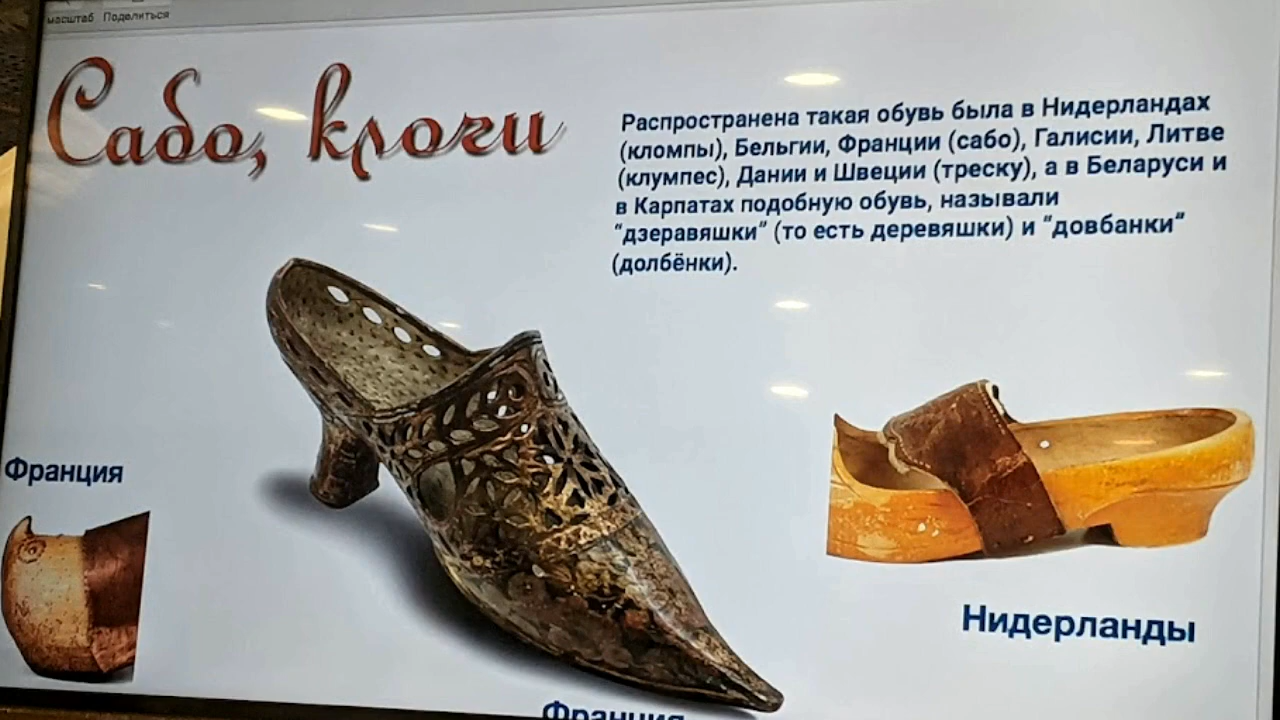 масштаб Поделиться
Сабо, кроги
Распространена такая обувь была в Нидерландах
(кломпы), Бельгии, Франции (сабо), Галисии, Литве
(клумпес), Дании и Швеции (треску), а в Беларуси и
в Карпатах подобную обувь, называли
“дзеравяшки” (то есть деревяшки) и “довбанки“
(долбёнки).
Франция
Нидерланды
Франция